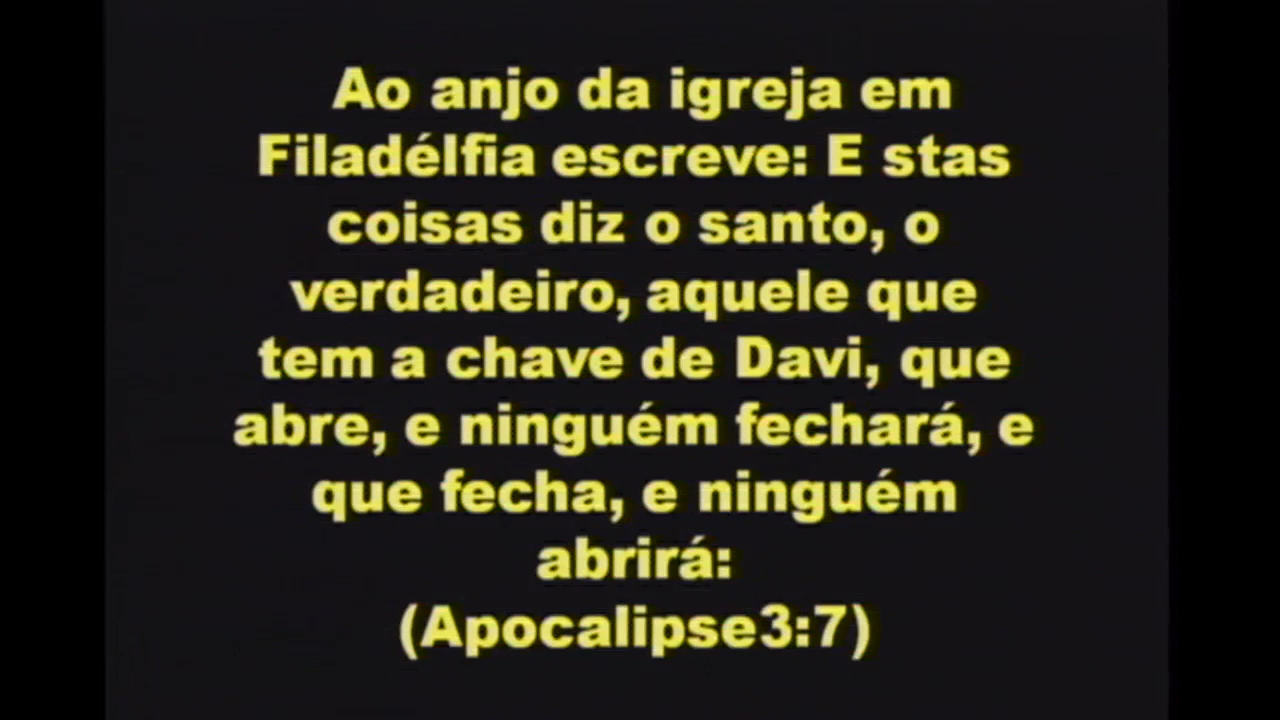 Ao anjo da igreja em
Filadélfia escreve: E stas
coisas diz o santo, o
verdadeiro, aquele que
tem a chave de Davi, que
abre, e ninguém fechará, e
que fecha, e ninguém
abrirá:
(Apocalipse3:7)